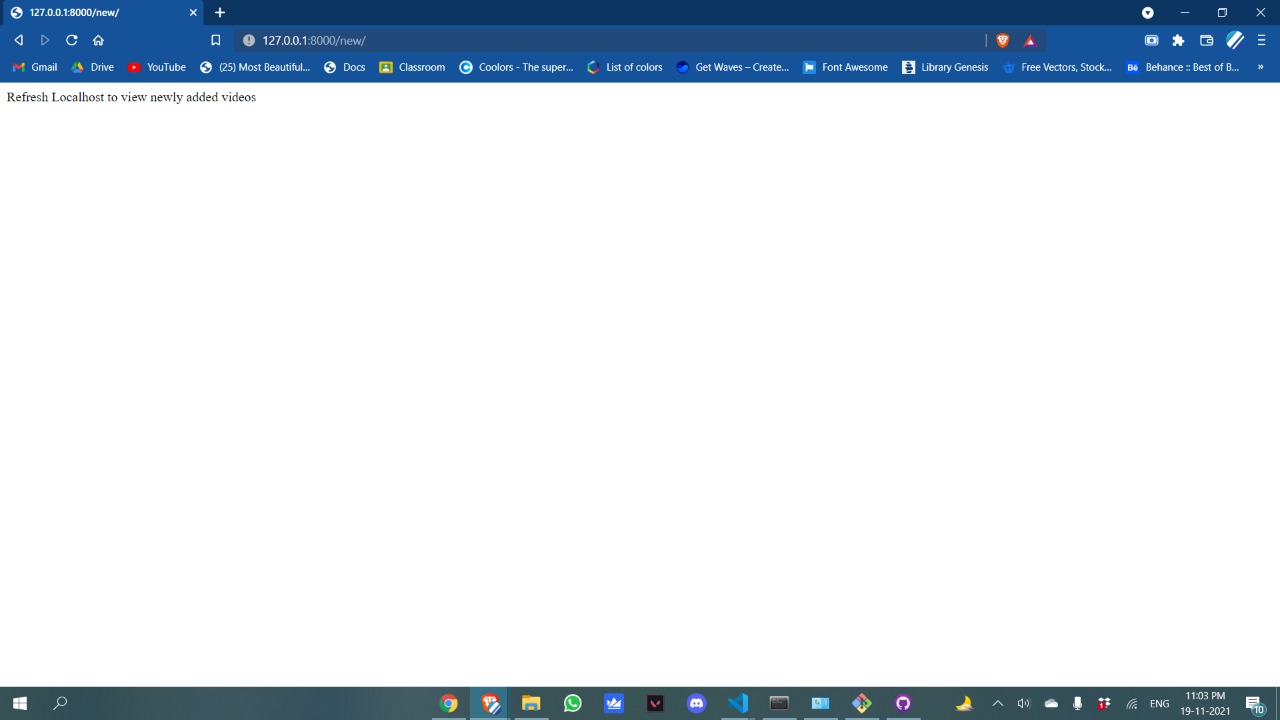 127.0.0.1:8000/new/
127.0.0.1:8000/new/
Gmail Drive YouTube (25) Most Beautiful... Docs Classroom Coolors - The super... List of colors Get Waves – Create... Font Awesome Library Genesis Free Vectors, Stock... Bē Behance :: Best of B... »
Refresh Localhost to view newly added videos
ENG
11:03 PM
19-11-2021
10